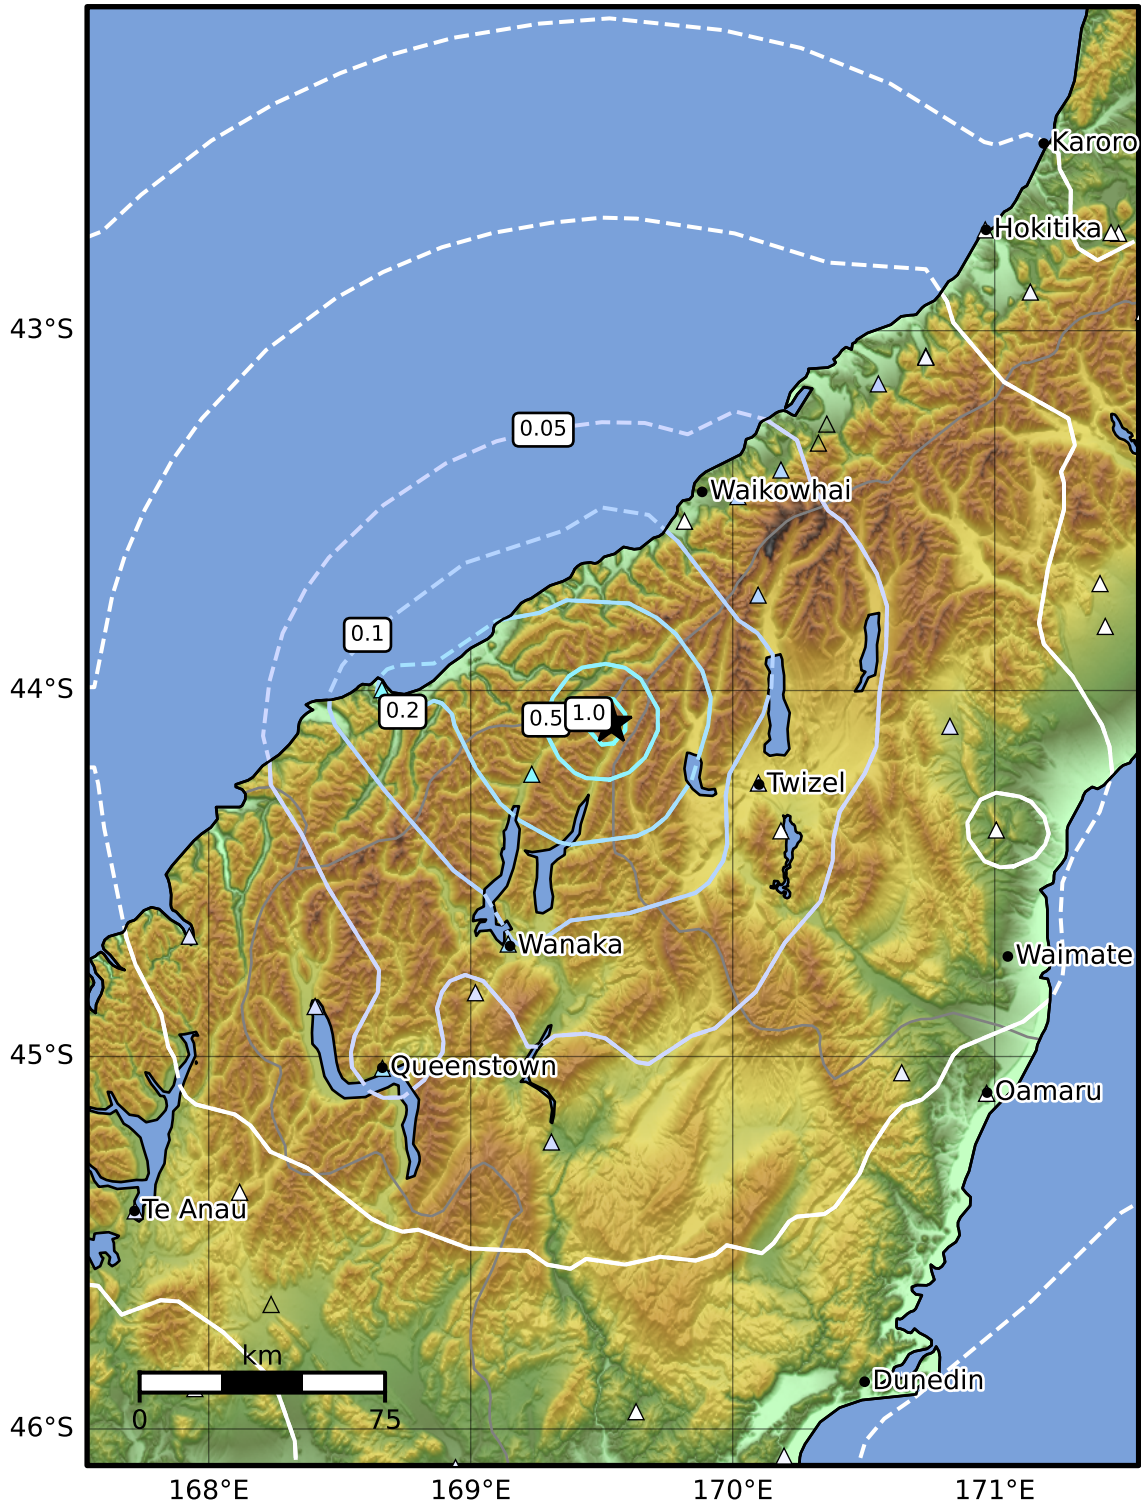 Karoro
Hokitika
43°S
0.05
Waikowhai
0.1
44°S
0.2
0.5
1.0
Twizel
Wanaka
Waimate
45°S
Queenstown
Oamaru
Te Anau
km
0
75
Dunedin
46°S
168°E
169°E
170°E
171°E